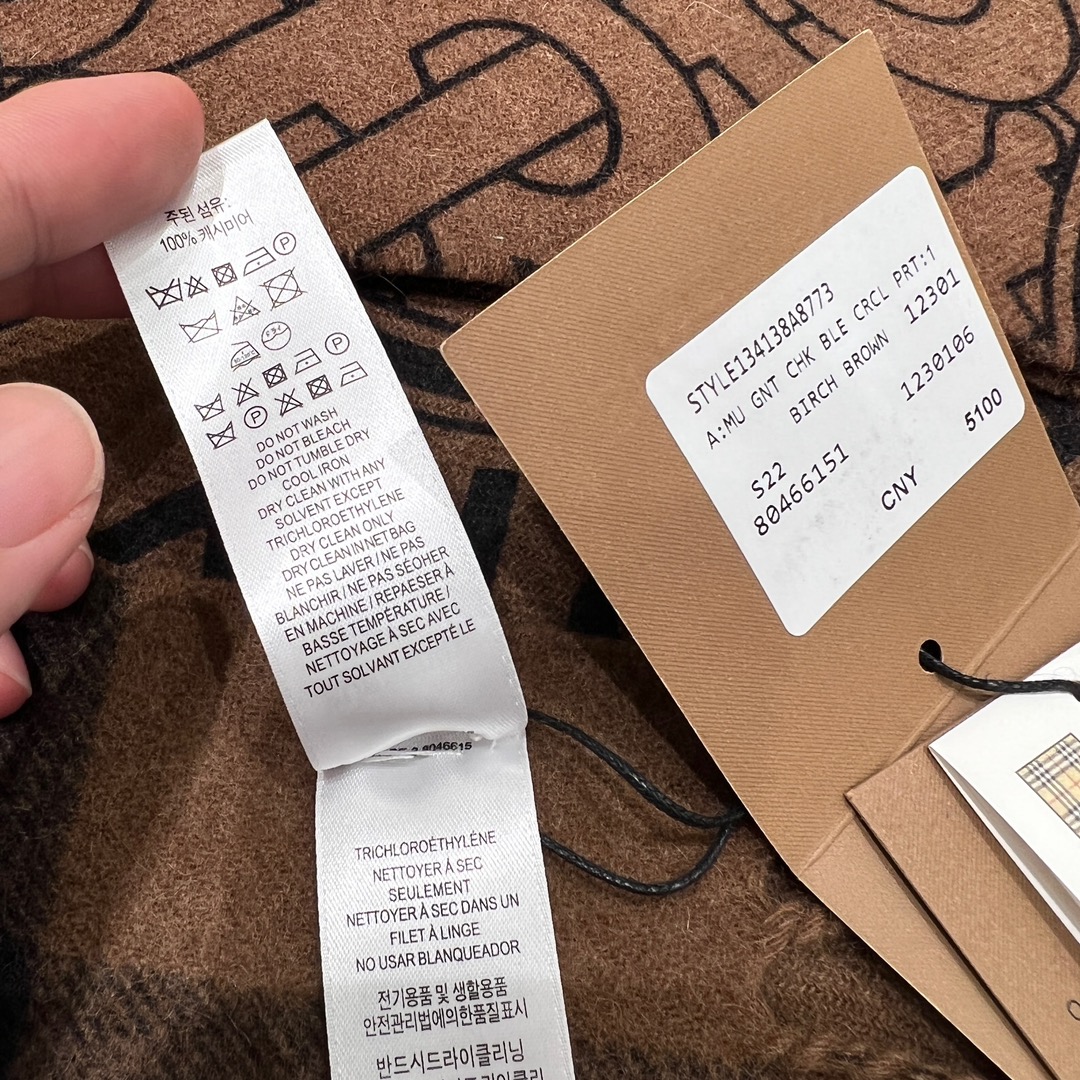 주된 섬유:
100% 캐시미어
P
P
P
DO NOT WASH
DO NOT BLEACH
DO NOT TUMBLE DRY
COOL IRON
DRY CLEAN WITH ANY
SOLVENT EXCEPT
TRICHLOROETHYLENE
DRY CLEAN ONLY
DRY CLEAN IN NET BAG
NE PAS LAVER / NE PAS
BLANCHIR / NE PAS SÉOHER
EN MACHINE / REPAESER À
BASSE TEMPÉRATURE /
NETTOYAGE À SEC AVEC
TOUT SOLVANT EXCEPTÉ LE
8046615
TRICHLOROÉTHYLÈNE
NETTOYER À SEC
SEULEMENT
NETTOYER À SEC DANS UN
FILET À LINGE
NO USAR BLANQUEADOR
전기용품 및 생활용품
안전관리법에의한품질표시
반드시드라이클리닝
STYLE134138A8773
A:MU GNT CHK BLE CRCL PRT:1
BIRCH BROWN 12301
S22 1230106
80466151
CNY 5100